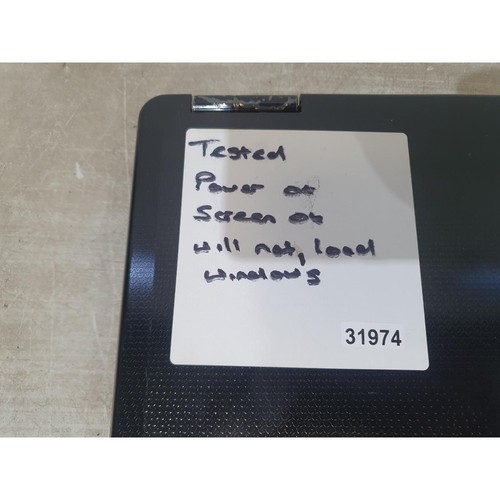 Tested
Power ok
Screen ok
will not, load
windows
31974